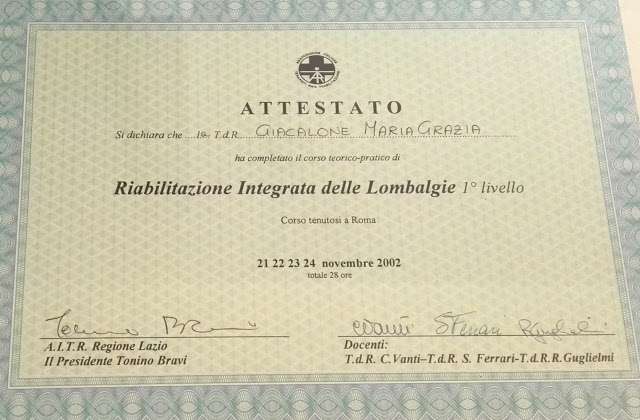 ATTESTATO
Si dichiara che T.d.R. GIACALONE MARIA GRAZIA
ha completato il corso teorico-pratico di
Riabilitazione Integrata delle Lombalgie 1° livello
Corso tenutosi a Roma
21 22 23 24 novembre 2002
totale 28 ore
A.I.T.R. Regione Lazio
Il Presidente Tonino Bravi
Docenti:
T.d.R. C.Vanti–T.d.R. S. Ferrari-T.d.R.R.Guglielmi